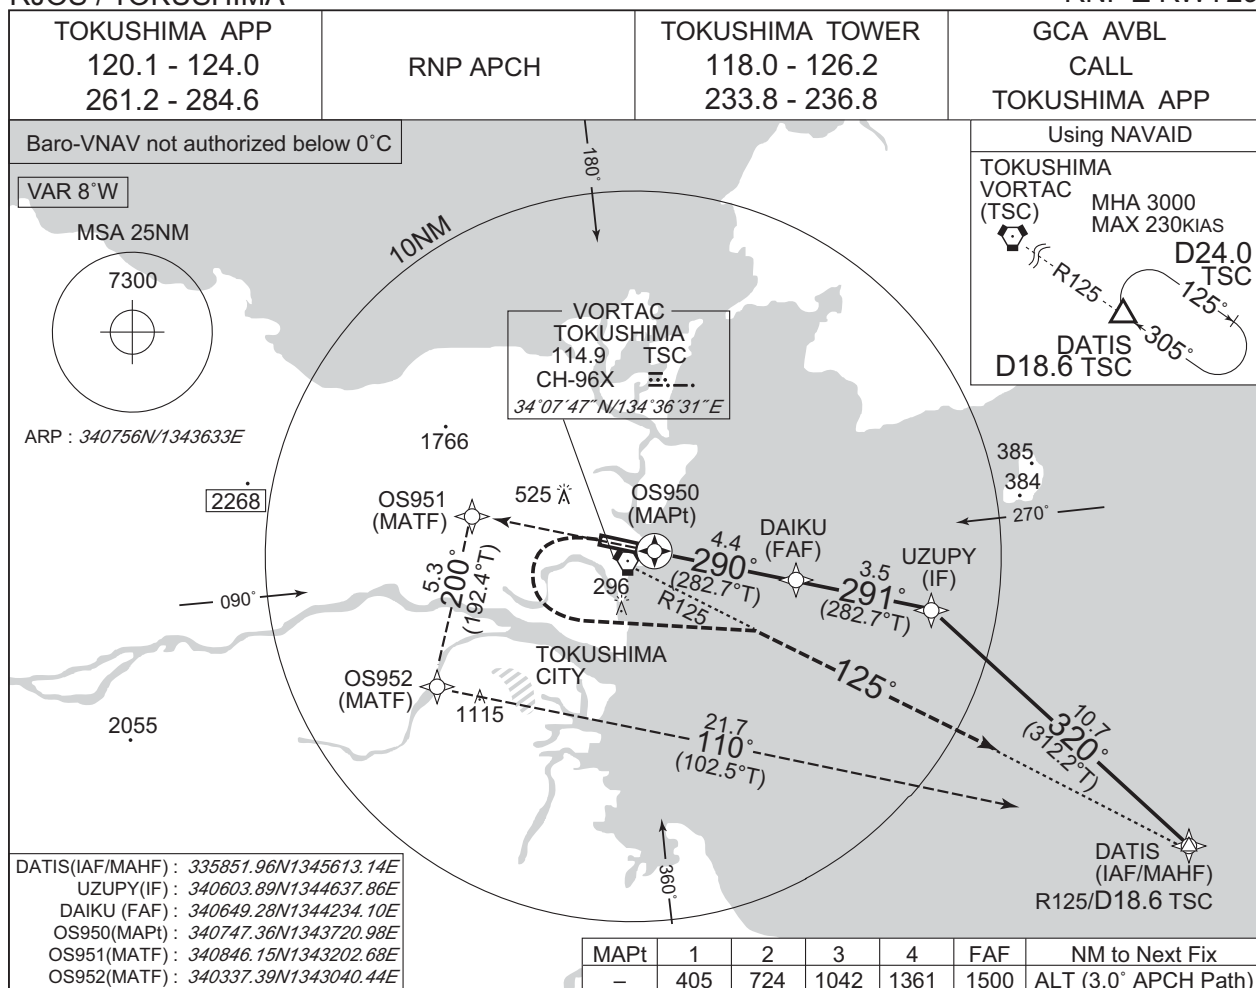 RJOS / TOKUSHIMA
TOKUSHIMA APP
120.1 - 124.0
261.2 - 284.6
RNP APCH
TOKUSHIMA TOWER
118.0 - 126.2
233.8 - 236.8
GCA AVBL
CALL
TOKUSHIMA APP
Baro-VNAV not authorized below 0°C
VAR 8°W
MSA 25NM
7300
ARP : 340756N/1343633E
180°
10NM
Using NAVAID
TOKUSHIMA
VORTAC
(TSC)
MHA 3000
MAX 230KIAS
D24.0
TSC
R125
125°
305°
DATIS
D18.6 TSC
VORTAC
TOKUSHIMA
114.9 TSC
CH-96X
34°07′47″N/134°36′31″E
1766
2268
525
385
384
270°
OS951
(MATF)
OS950
(MAPt)
DAIKU
(FAF)
UZUPY
(IF)
4.4
290°
(282.7°T)
3.5
291°
(282.7°T)
5.3
200°
(192.4°T)
090°
296
R125
TOKUSHIMA
CITY
125°
OS952
(MATF)
1115
2055
21.7
110°
(102.5°T)
10.7
320°
(312.2°T)
360°
DATIS
(IAF/MAHF)
R125/D18.6 TSC
DATIS(IAF/MAHF) : 335851.96N1345613.14E
UZUPY(IF) : 340603.89N1344637.86E
DAIKU (FAF) : 340649.28N1344234.10E
OS950(MAPt) : 340747.36N1343720.98E
OS951(MATF) : 340846.15N1343202.68E
OS952(MATF) : 340337.39N1343040.44E
MAPt 1 2 3 4 FAF NM to Next Fix
– 405 724 1042 1361 1500 ALT (3.0° APCH Path)